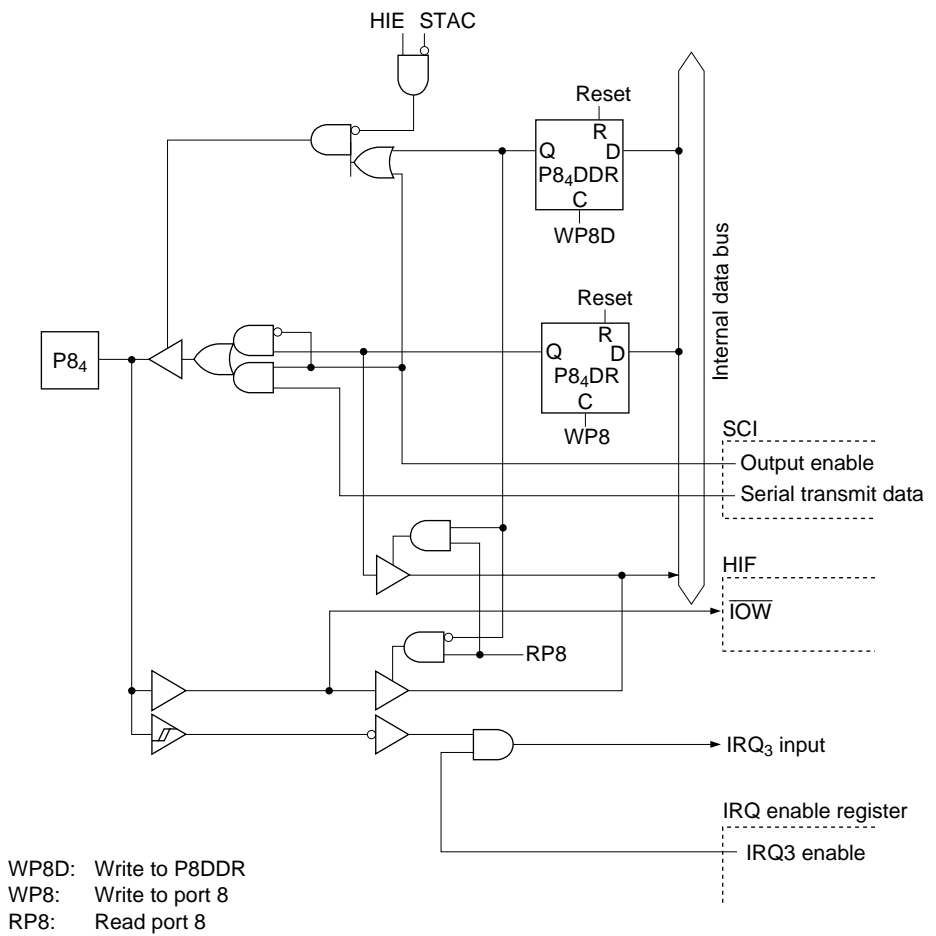 HIE STAC
Reset
R
Q D
P8₄DDR
C
WP8D
Internal data bus
Reset
R
P8₄ Q D
P8₄DR
C
WP8
SCI
Output enable
Serial transmit data
HIF
I̅O̅W̅
RP8
IRQ₃ input
IRQ enable register
IRQ3 enable
WP8D: Write to P8DDR
WP8: Write to port 8
RP8: Read port 8